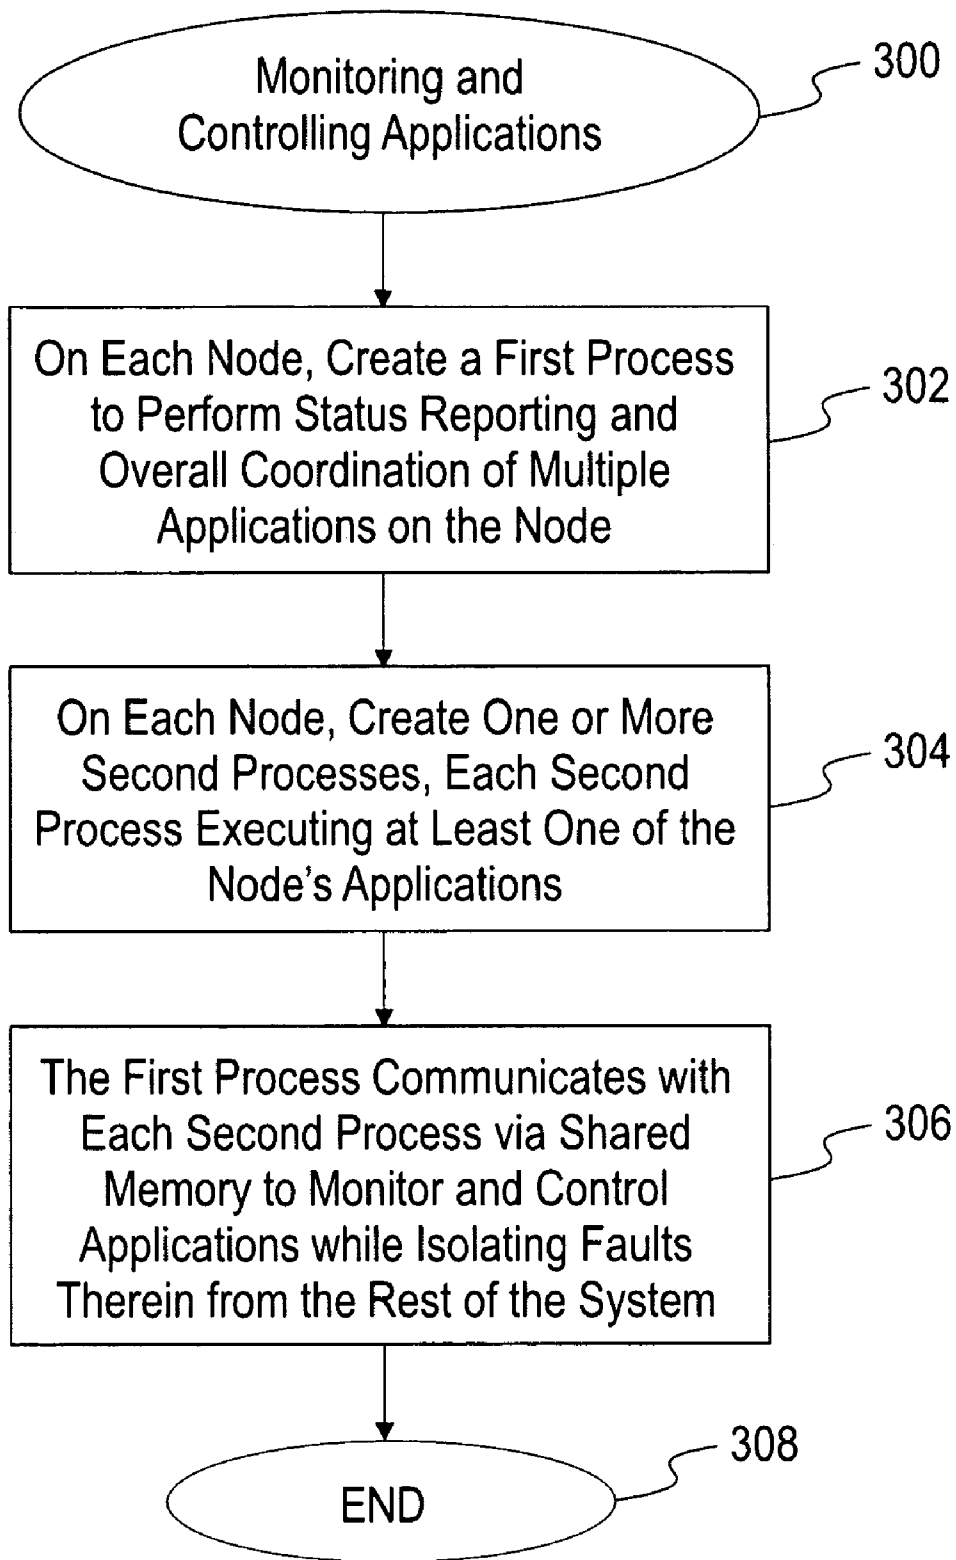 Monitoring and
Controlling Applications
300
On Each Node, Create a First Process
to Perform Status Reporting and
Overall Coordination of Multiple
Applications on the Node
302
On Each Node, Create One or More
Second Processes, Each Second
Process Executing at Least One of the
Node's Applications
304
The First Process Communicates with
Each Second Process via Shared
Memory to Monitor and Control
Applications while Isolating Faults
Therein from the Rest of the System
306
END
308